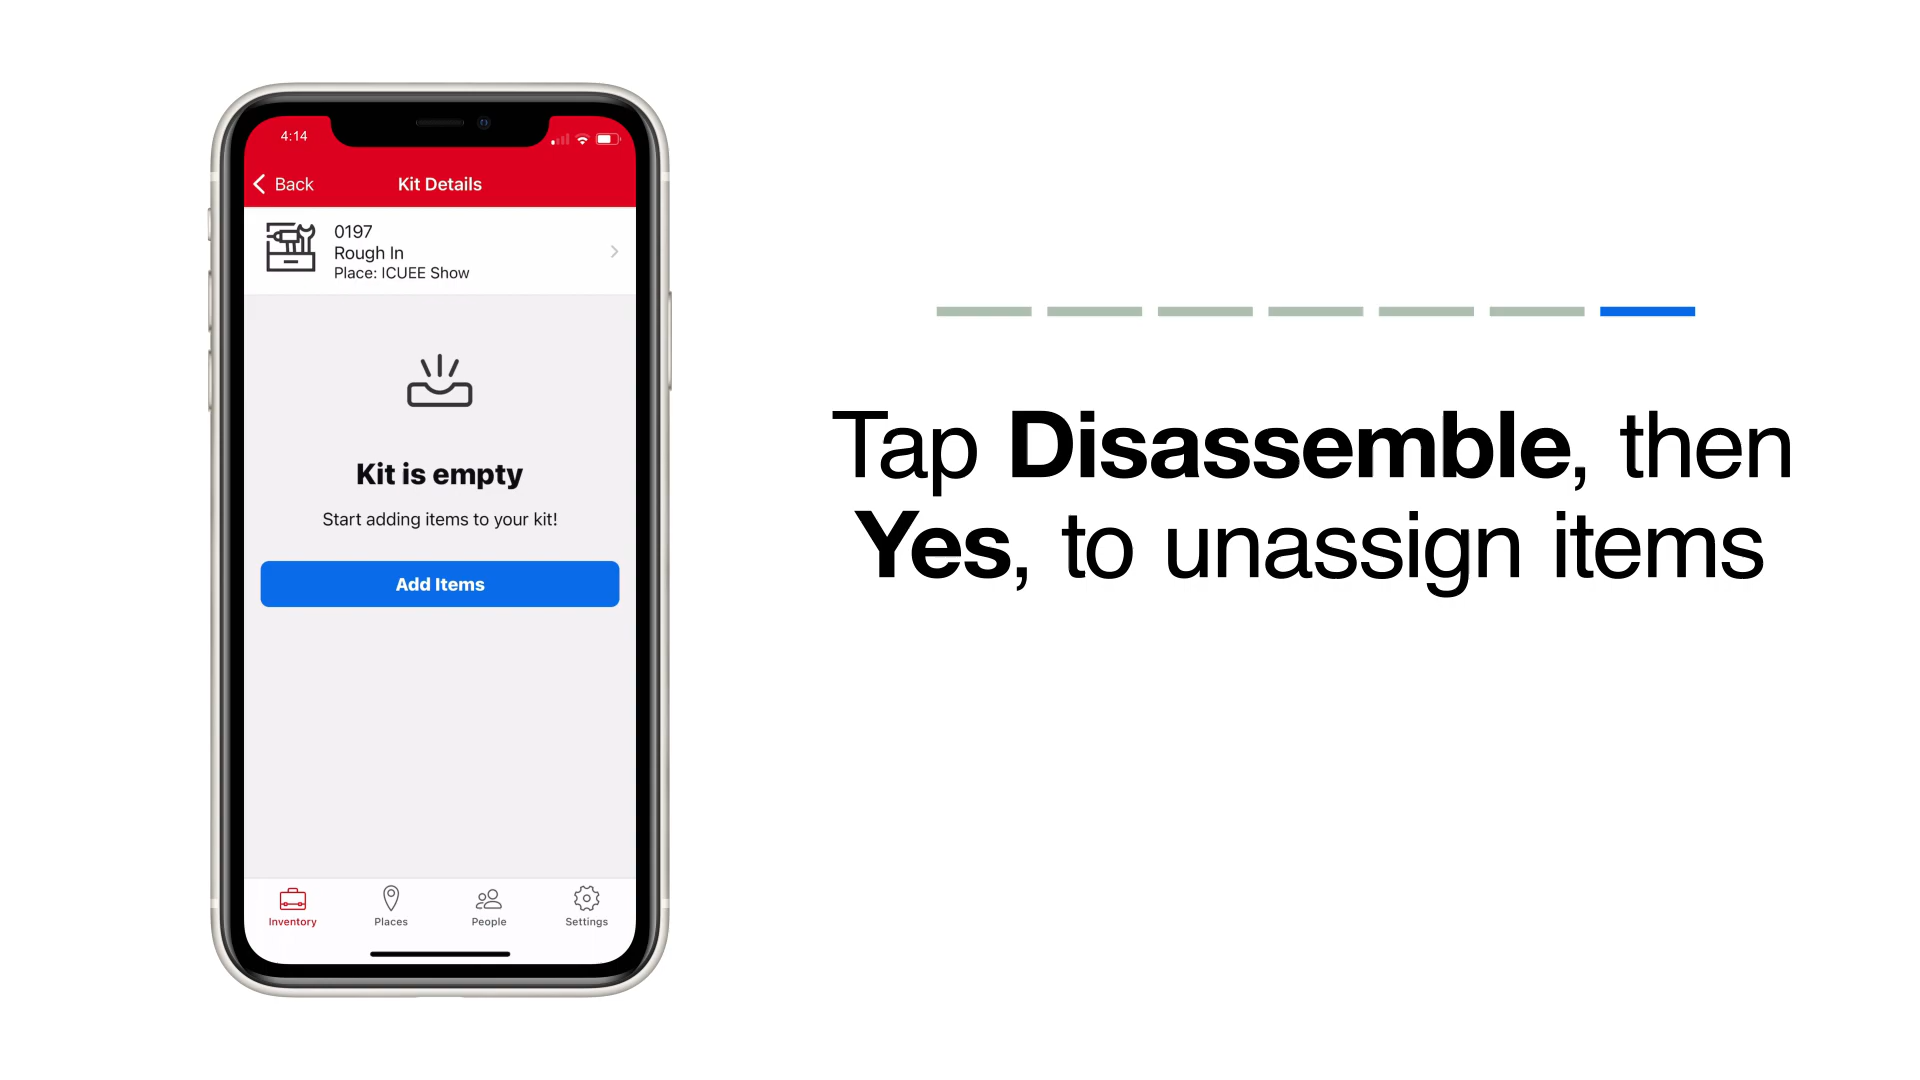 4:14
Back
Kit Details
0197
Rough In
Place: ICUEE Show
Kit is empty
Start adding items to your kit!
Add Items
Inventory
Places
People
Settings
Tap Disassemble, then
Yes, to unassign items